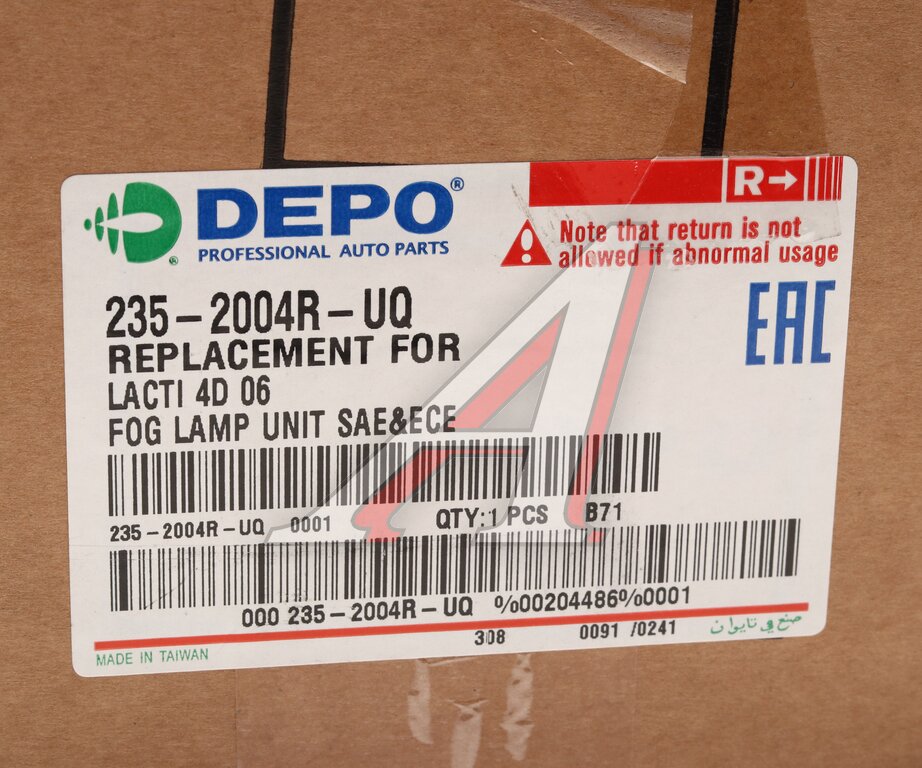 DEPO®
PROFESSIONAL AUTO PARTS
R→
Note that return is not
allowed if abnormal usage
EAC
235-2004R-UQ
REPLACEMENT FOR
LACTI 4D 06
FOG LAMP UNIT SAE&ECE
235-2004R-UQ 0001 QTY:1 PCS B71
000 235-2004R-UQ %00204486%0001
308 0091 /0241 صنع في تايوان
MADE IN TAIWAN